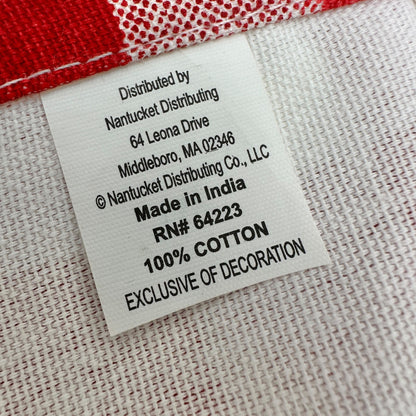 Distributed by
Nantucket Distributing
64 Leona Drive
Middleboro, MA 02346
© Nantucket Distributing Co., LLC
Made in India
RN# 64223
100% COTTON
EXCLUSIVE OF DECORATION